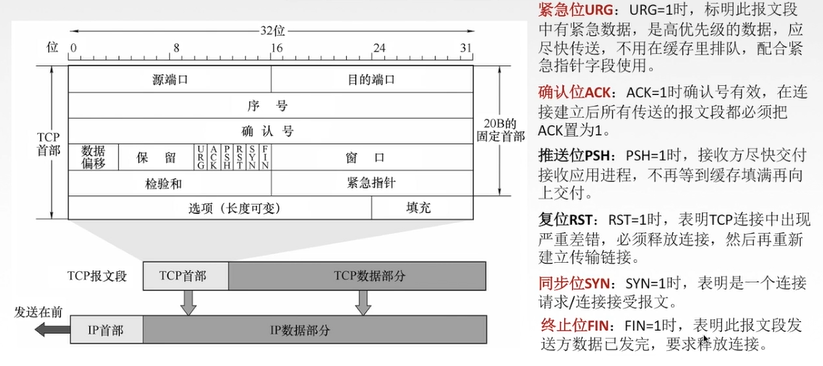 32位
位 0 8 16 24 31
源端口 目的端口
序 号
确 认 号
数据偏移 保 留 URG ACK PSH RST SYN FIN 窗 口
检验和 紧急指针
选项（长度可变） 填充
TCP首部
20B的固定首部
TCP报文段 TCP首部 TCP数据部分
发送在前
IP首部 IP数据部分
紧急位URG：URG=1时，标明此报文段
中有紧急数据，是高优先级的数据，应
尽快传送，不用在缓存里排队，配合紧
急指针字段使用。
确认位ACK：ACK=1时确认号有效，在连
接建立后所有传送的报文段都必须把
ACK置为1。
推送位PSH：PSH=1时，接收方尽快交付
接收应用进程，不再等到缓存填满再向
上交付。
复位RST：RST=1时，表明TCP连接中出现
严重差错，必须释放连接，然后再重新
建立传输链接。
同步位SYN：SYN=1时，表明是一个连接
请求/连接接受报文。
终止位FIN：FIN=1时，表明此报文段发
送方数据已发完，要求释放连接。